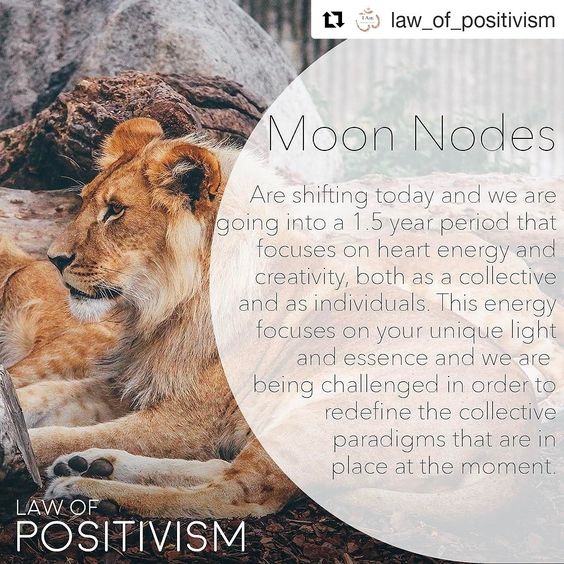 law_of_positivism
Moon Nodes
Are shifting today and we are
going into a 1.5 year period that
focuses on heart energy and
creativity, both as a collective
and as individuals. This energy
focuses on your unique light
and essence and we are
being challenged in order to
redefine the collective
paradigms that are in
place at the moment.
LAW OF
POSITIVISM